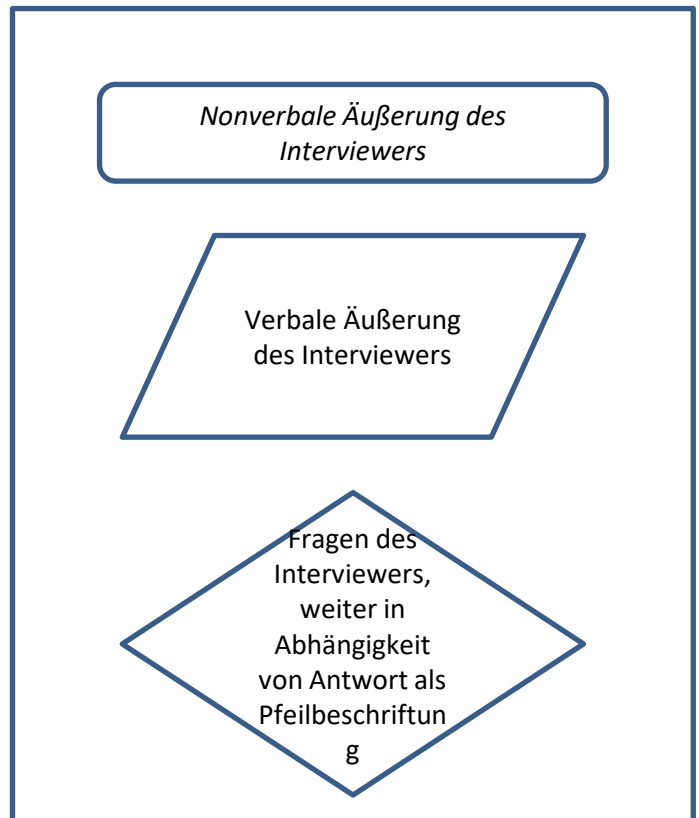 Nonverbale Äußerung des
Interviewers
Verbale Äußerung
des Interviewers
Fragen des
Interviewers,
weiter in
Abhängigkeit
von Antwort als
Pfeilbeschriftun
g